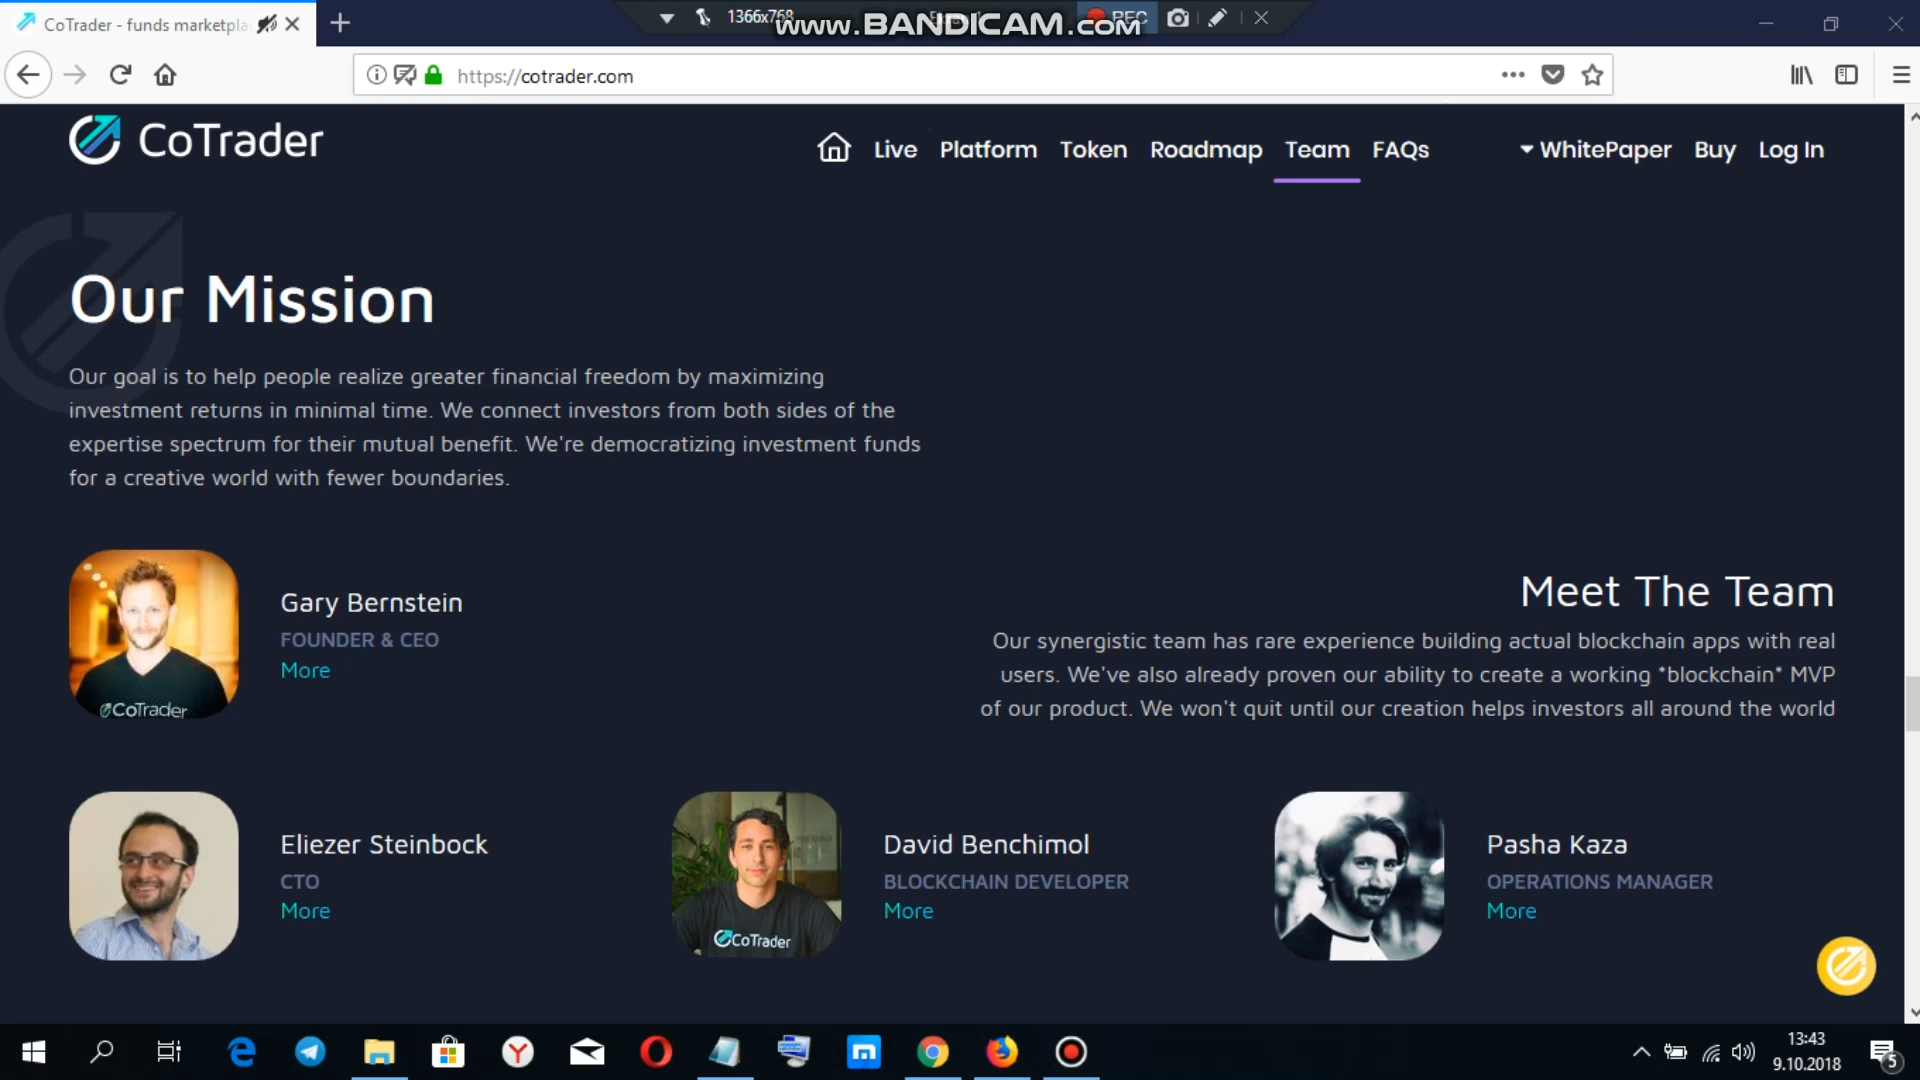 CoTrader - funds marketpla
1366x768
www.BANDICAM.com
REC
https://cotrader.com
CoTrader
Live Platform Token Roadmap Team FAQs WhitePaper Buy Log In
Our Mission
Our goal is to help people realize greater financial freedom by maximizing
investment returns in minimal time. We connect investors from both sides of the
expertise spectrum for their mutual benefit. We're democratizing investment funds
for a creative world with fewer boundaries.
Gary Bernstein
FOUNDER & CEO
More
CoTrader
Meet The Team
Our synergistic team has rare experience building actual blockchain apps with real
users. We've also already proven our ability to create a working *blockchain* MVP
of our product. We won't quit until our creation helps investors all around the world
Eliezer Steinbock
CTO
More
David Benchimol
BLOCKCHAIN DEVELOPER
More
CoTrader
Pasha Kaza
OPERATIONS MANAGER
More
13:43
9.10.2018
5